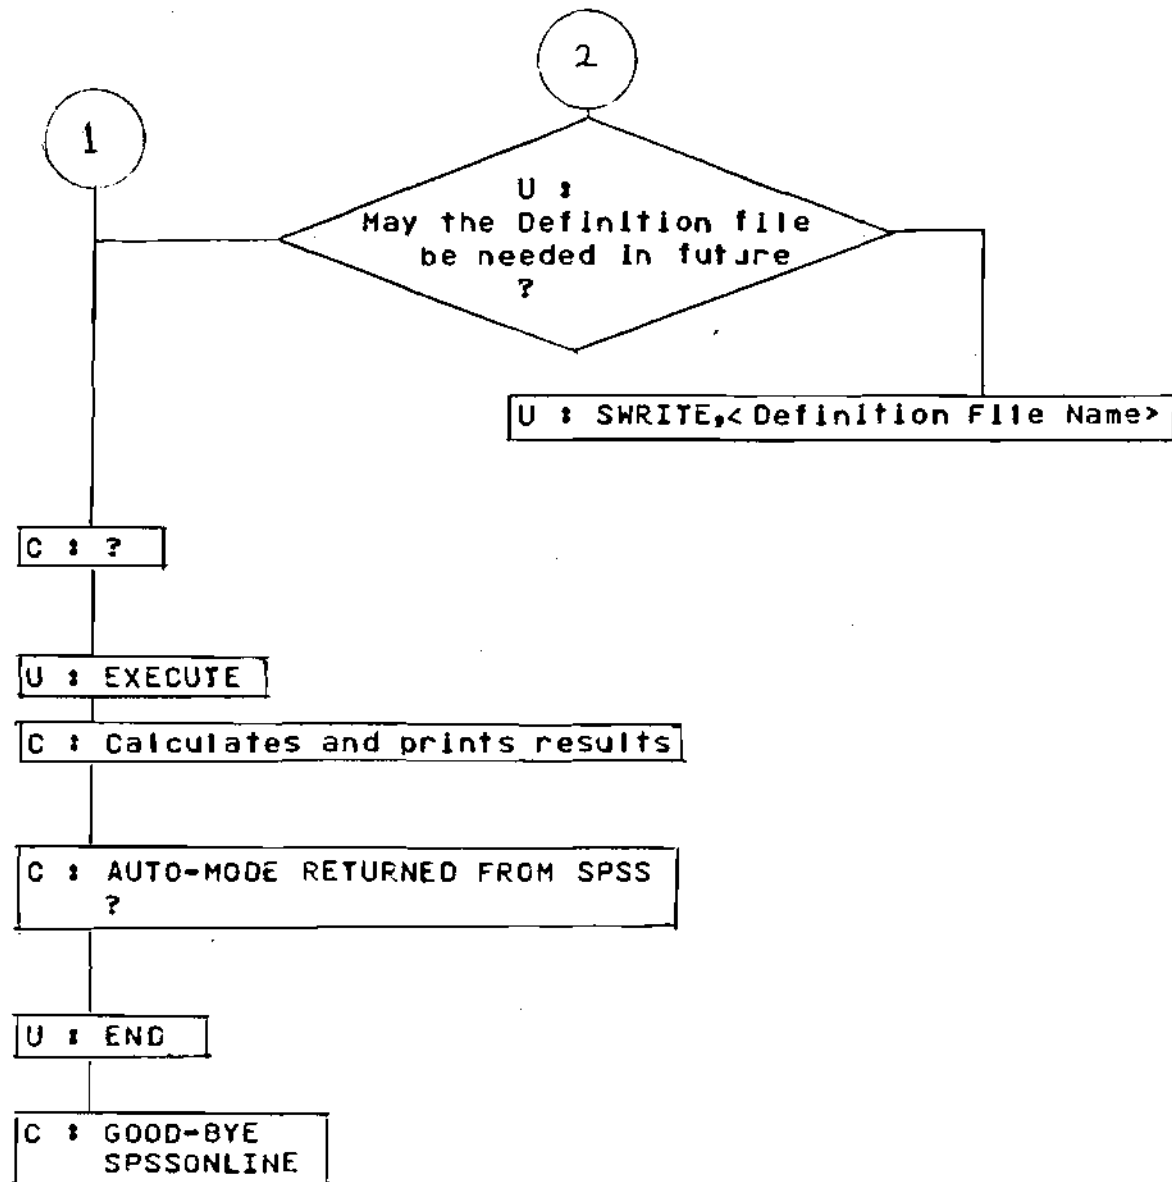 2
1
U :
May the Definition file
be needed in future
?
U : SWRITE,<Definition File Name>
C : ?
U : EXECUTE
C : Calculates and prints results
C : AUTO-MODE RETURNED FROM SPSS
?
U : END
C : GOOD-BYE
SPSSONLINE